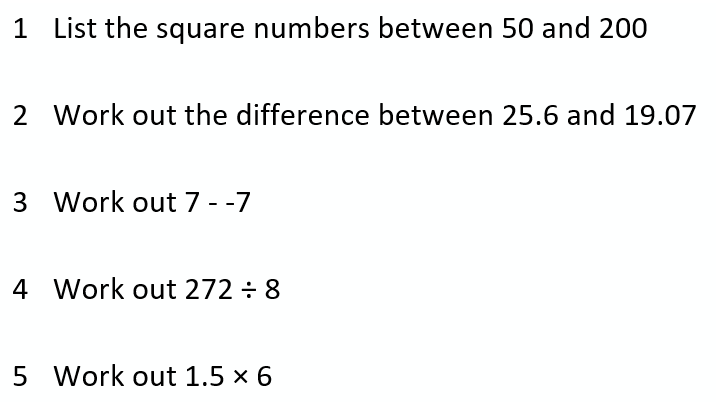 1 List the square numbers between 50 and 200
2 Work out the difference between 25.6 and 19.07
3 Work out 7 - -7
4 Work out 272 ÷ 8
5 Work out 1.5 × 6